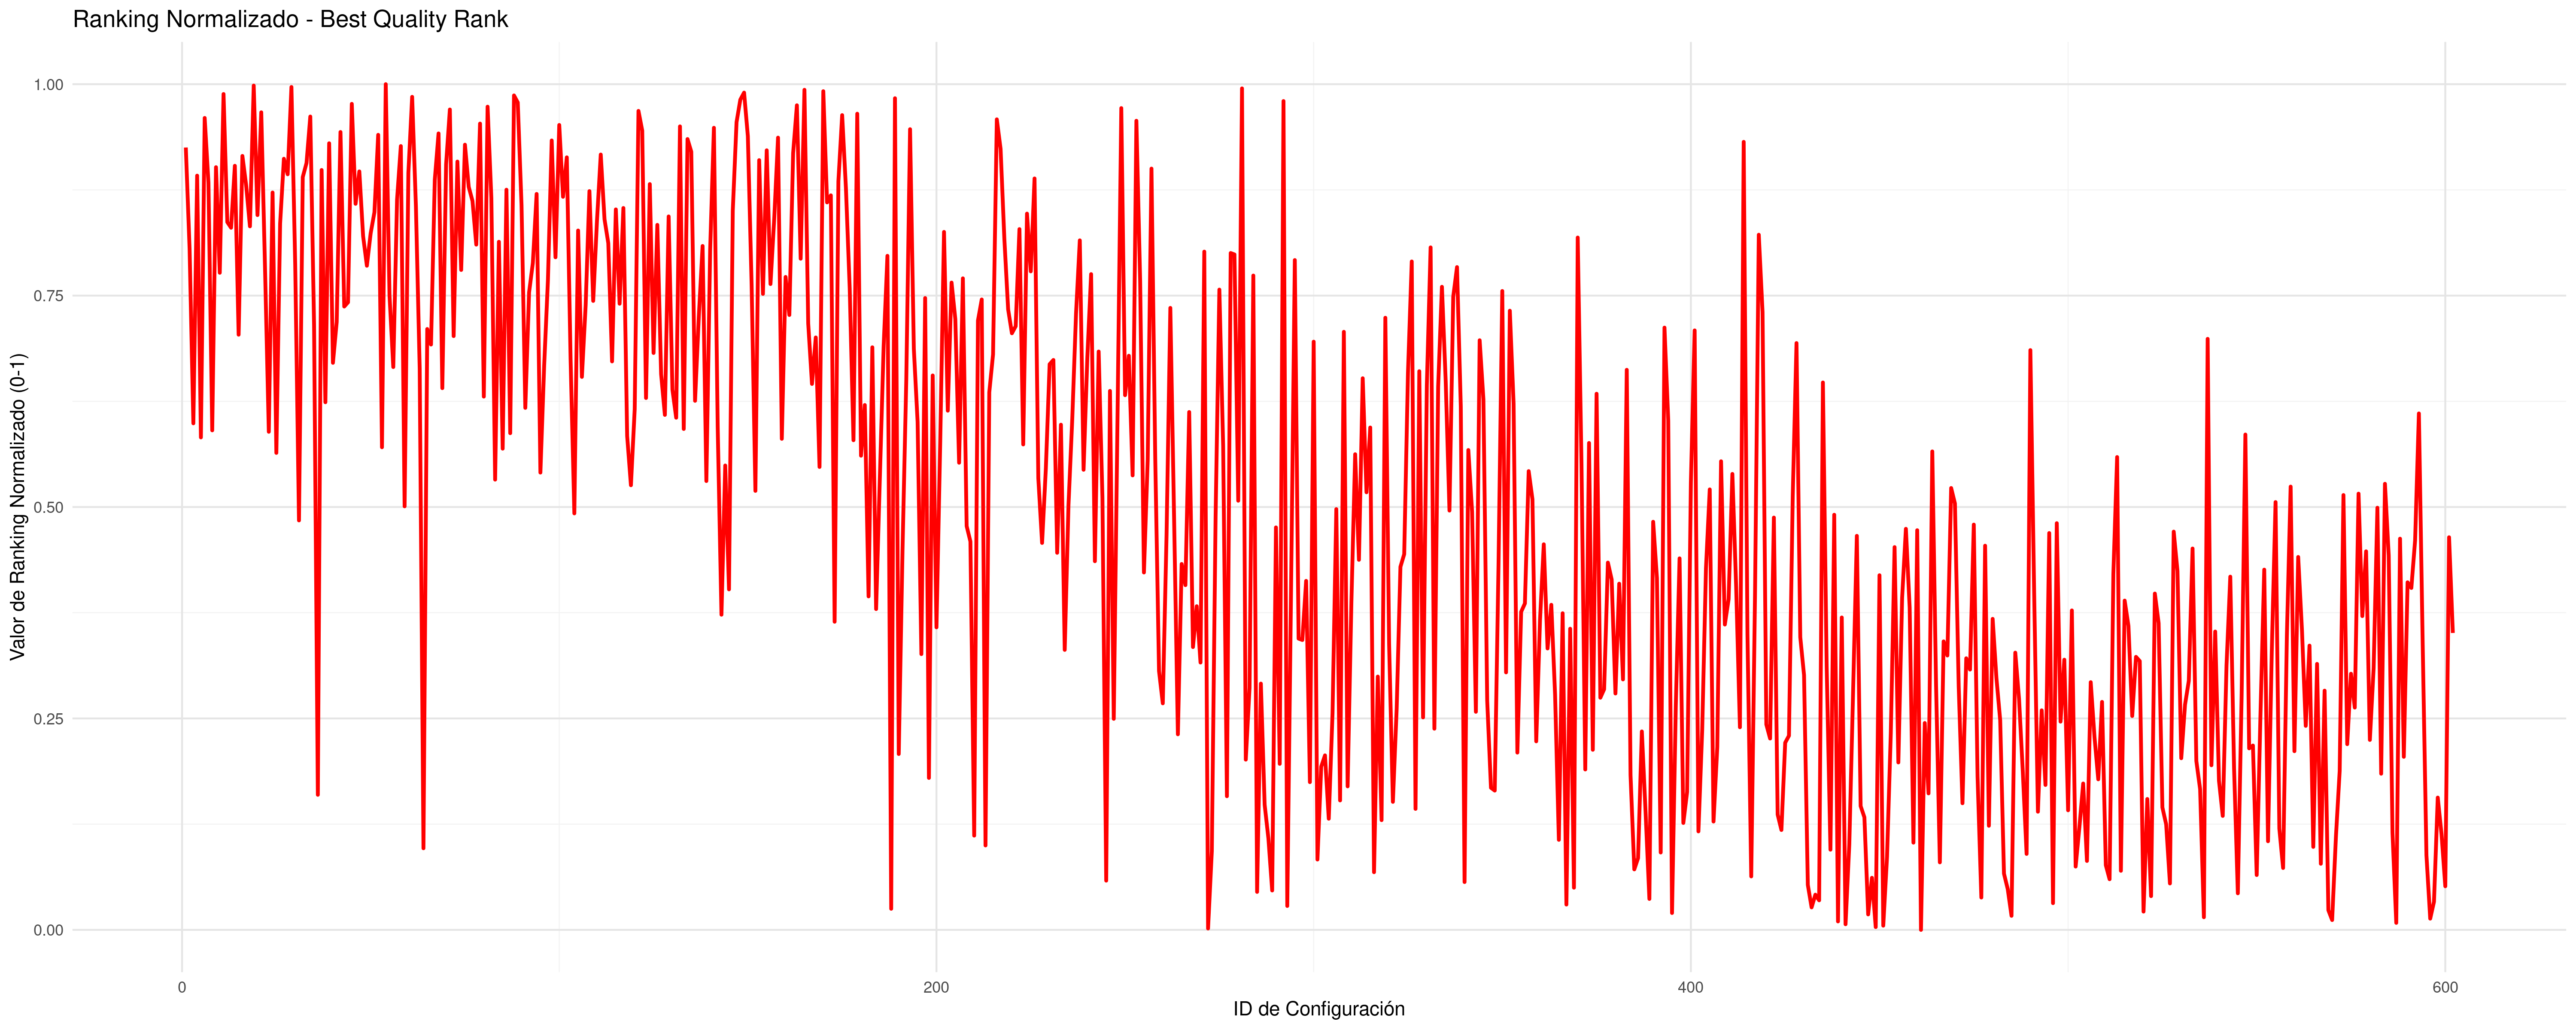 Ranking Normalizado - Best Quality Rank
Valor de Ranking Normalizado (0-1)
1.00
0.75
0.50
0.25
0.00
0 200 400 600
ID de Configuración